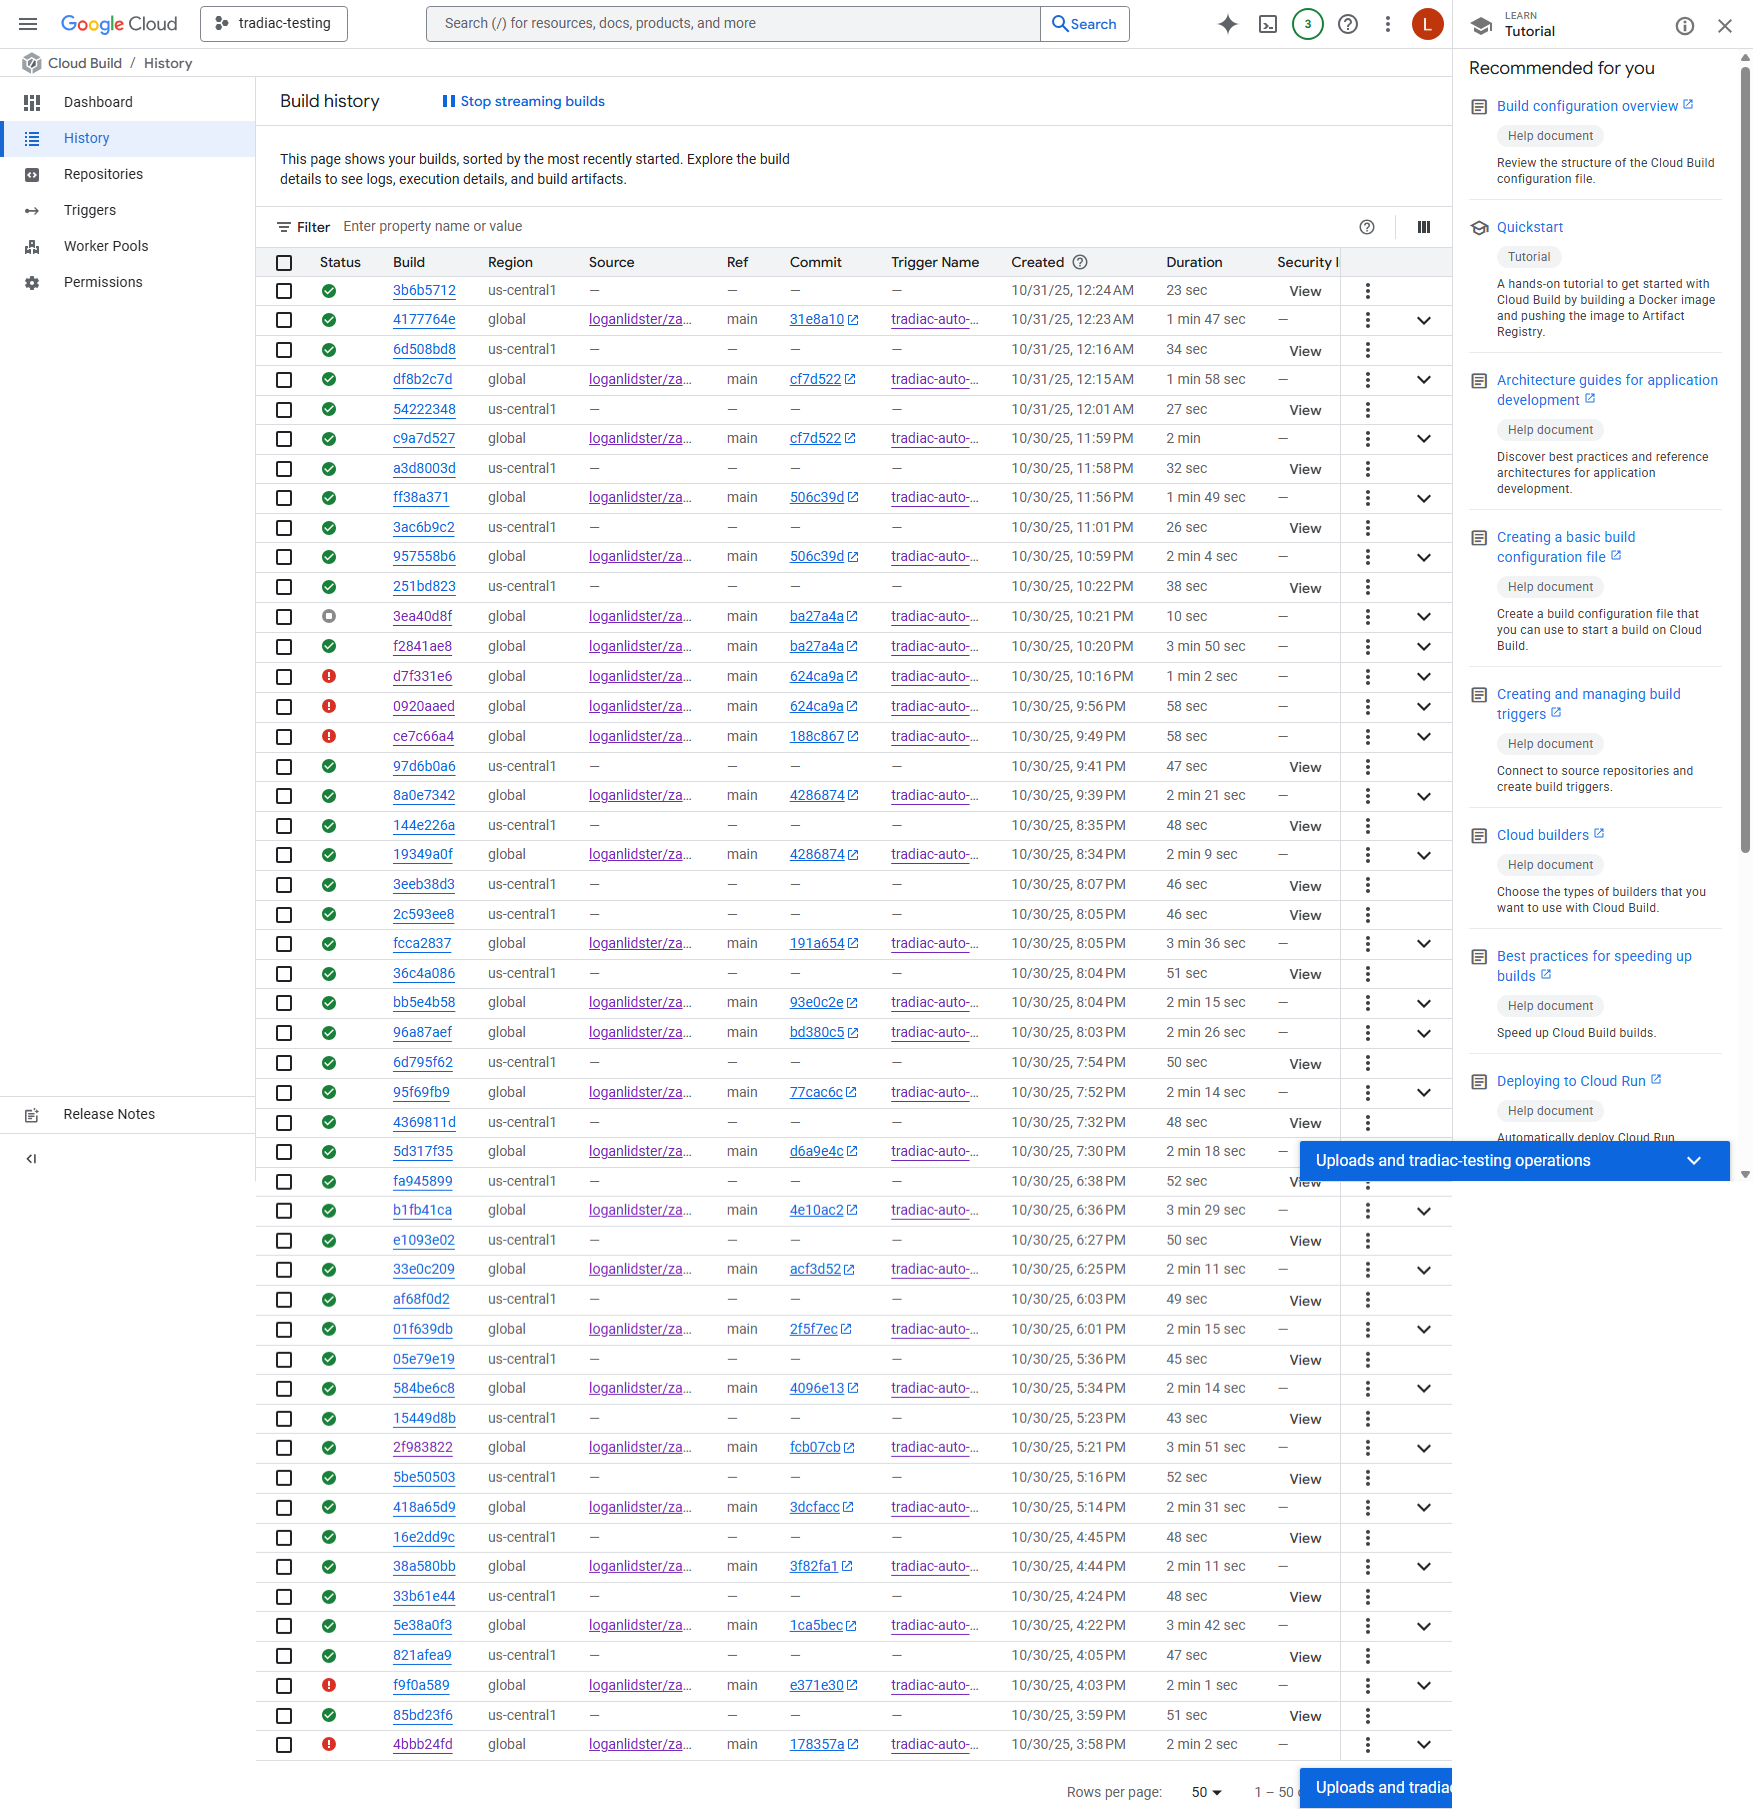 Google Cloud
tradiac-testing
Search (/) for resources, docs, products, and more
Search
3
L
LEARN
Tutorial
Cloud Build / History
Dashboard
History
Repositories
Triggers
Worker Pools
Permissions
Release Notes
Build history
Stop streaming builds
This page shows your builds, sorted by the most recently started. Explore the build
details to see logs, execution details, and build artifacts.
Filter Enter property name or value
Status Build Region Source Ref Commit Trigger Name Created Duration Security I
3b6b5712 us-central1 — — — — 10/31/25, 12:24 AM 23 sec View
4177764e global loganlidster/za... main 31e8a10 tradiac-auto-... 10/31/25, 12:23 AM 1 min 47 sec —
6d508bd8 us-central1 — — — — 10/31/25, 12:16 AM 34 sec View
df8b2c7d global loganlidster/za... main cf7d522 tradiac-auto-... 10/31/25, 12:15 AM 1 min 58 sec —
54222348 us-central1 — — — — 10/31/25, 12:01 AM 27 sec View
c9a7d527 global loganlidster/za... main cf7d522 tradiac-auto-... 10/30/25, 11:59 PM 2 min —
a3d8003d us-central1 — — — — 10/30/25, 11:58 PM 32 sec View
ff38a371 global loganlidster/za... main 506c39d tradiac-auto-... 10/30/25, 11:56 PM 1 min 49 sec —
3ac6b9c2 us-central1 — — — — 10/30/25, 11:01 PM 26 sec View
957558b6 global loganlidster/za... main 506c39d tradiac-auto-... 10/30/25, 10:59 PM 2 min 4 sec —
251bd823 us-central1 — — — — 10/30/25, 10:22 PM 38 sec View
3ea40d8f global loganlidster/za... main ba27a4a tradiac-auto-... 10/30/25, 10:21 PM 10 sec —
f2841ae8 global loganlidster/za... main ba27a4a tradiac-auto-... 10/30/25, 10:20 PM 3 min 50 sec —
d7f331e6 global loganlidster/za... main 624ca9a tradiac-auto-... 10/30/25, 10:16 PM 1 min 2 sec —
0920aaed global loganlidster/za... main 624ca9a tradiac-auto-... 10/30/25, 9:56 PM 58 sec —
ce7c66a4 global loganlidster/za... main 188c867 tradiac-auto-... 10/30/25, 9:49 PM 58 sec —
97d6b0a6 us-central1 — — — — 10/30/25, 9:41 PM 47 sec View
8a0e7342 global loganlidster/za... main 4286874 tradiac-auto-... 10/30/25, 9:39 PM 2 min 21 sec —
144e226a us-central1 — — — — 10/30/25, 8:35 PM 48 sec View
19349a0f global loganlidster/za... main 4286874 tradiac-auto-... 10/30/25, 8:34 PM 2 min 9 sec —
3eeb38d3 us-central1 — — — — 10/30/25, 8:07 PM 46 sec View
2c593ee8 us-central1 — — — — 10/30/25, 8:05 PM 46 sec View
fcca2837 global loganlidster/za... main 191a654 tradiac-auto-... 10/30/25, 8:05 PM 3 min 36 sec —
36c4a086 us-central1 — — — — 10/30/25, 8:04 PM 51 sec View
bb5e4b58 global loganlidster/za... main 93e0c2e tradiac-auto-... 10/30/25, 8:04 PM 2 min 15 sec —
96a87aef global loganlidster/za... main bd380c5 tradiac-auto-... 10/30/25, 8:03 PM 2 min 26 sec —
6d795f62 us-central1 — — — — 10/30/25, 7:54 PM 50 sec View
95f69fb9 global loganlidster/za... main 77cac6c tradiac-auto-... 10/30/25, 7:52 PM 2 min 14 sec —
4369811d us-central1 — — — — 10/30/25, 7:32 PM 48 sec View
5d317f35 global loganlidster/za... main d6a9e4c tradiac-auto-... 10/30/25, 7:30 PM 2 min 18 sec —
fa945899 us-central1 — — — — 10/30/25, 6:38 PM 52 sec View
b1fb41ca global loganlidster/za... main 4e10ac2 tradiac-auto-... 10/30/25, 6:36 PM 3 min 29 sec —
e1093e02 us-central1 — — — — 10/30/25, 6:27 PM 50 sec View
33e0c209 global loganlidster/za... main acf3d52 tradiac-auto-... 10/30/25, 6:25 PM 2 min 11 sec —
af68f0d2 us-central1 — — — — 10/30/25, 6:03 PM 49 sec View
01f639db global loganlidster/za... main 2f5f7ec tradiac-auto-... 10/30/25, 6:01 PM 2 min 15 sec —
05e79e19 us-central1 — — — — 10/30/25, 5:36 PM 45 sec View
584be6c8 global loganlidster/za... main 4096e13 tradiac-auto-... 10/30/25, 5:34 PM 2 min 14 sec —
15449d8b us-central1 — — — — 10/30/25, 5:23 PM 43 sec View
2f983822 global loganlidster/za... main fcb07cb tradiac-auto-... 10/30/25, 5:21 PM 3 min 51 sec —
5be50503 us-central1 — — — — 10/30/25, 5:16 PM 52 sec View
418a65d9 global loganlidster/za... main 3dcfacc tradiac-auto-... 10/30/25, 5:14 PM 2 min 31 sec —
16e2dd9c us-central1 — — — — 10/30/25, 4:45 PM 48 sec View
38a580bb global loganlidster/za... main 3f82fa1 tradiac-auto-... 10/30/25, 4:44 PM 2 min 11 sec —
33b61e44 us-central1 — — — — 10/30/25, 4:24 PM 48 sec View
5e38a0f3 global loganlidster/za... main 1ca5bec tradiac-auto-... 10/30/25, 4:22 PM 3 min 42 sec —
821afea9 us-central1 — — — — 10/30/25, 4:05 PM 47 sec View
f9f0a589 global loganlidster/za... main e371e30 tradiac-auto-... 10/30/25, 4:03 PM 2 min 1 sec —
85bd23f6 us-central1 — — — — 10/30/25, 3:59 PM 51 sec View
4bbb24fd global loganlidster/za... main 178357a tradiac-auto-... 10/30/25, 3:58 PM 2 min 2 sec —
Rows per page: 50 1 – 50
Uploads and tradiac
Recommended for you
Build configuration overview
Help document
Review the structure of the Cloud Build
configuration file.
Quickstart
Tutorial
A hands-on tutorial to get started with
Cloud Build by building a Docker image
and pushing the image to Artifact
Registry.
Architecture guides for application
development
Help document
Discover best practices and reference
architectures for application
development.
Creating a basic build
configuration file
Help document
Create a build configuration file that
you can use to start a build on Cloud
Build.
Creating and managing build
triggers
Help document
Connect to source repositories and
create build triggers.
Cloud builders
Help document
Choose the types of builders that you
want to use with Cloud Build.
Best practices for speeding up
builds
Help document
Speed up Cloud Build builds.
Deploying to Cloud Run
Help document
Automatically deploy Cloud Run
Uploads and tradiac-testing operations